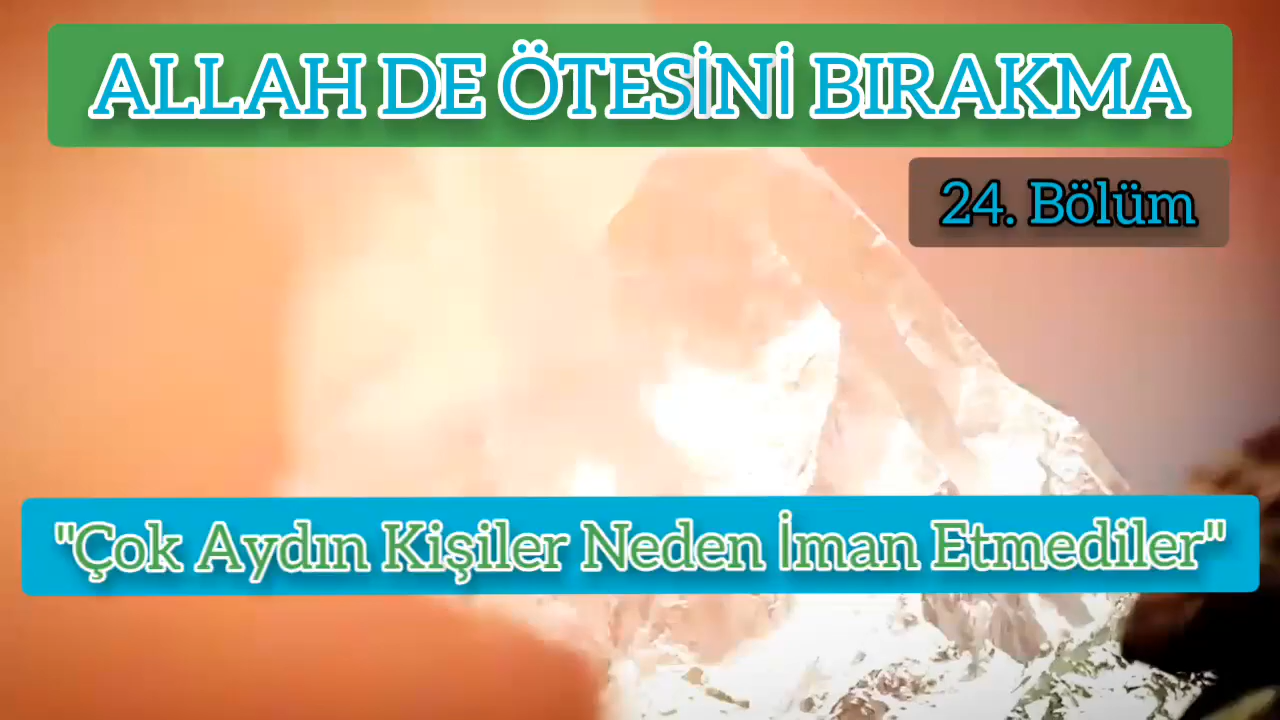 ALLAH DE ÖTESİNİ BIRAKMA
24. Bölüm
"Çok Aydın Kişiler Neden İman Etmediler"